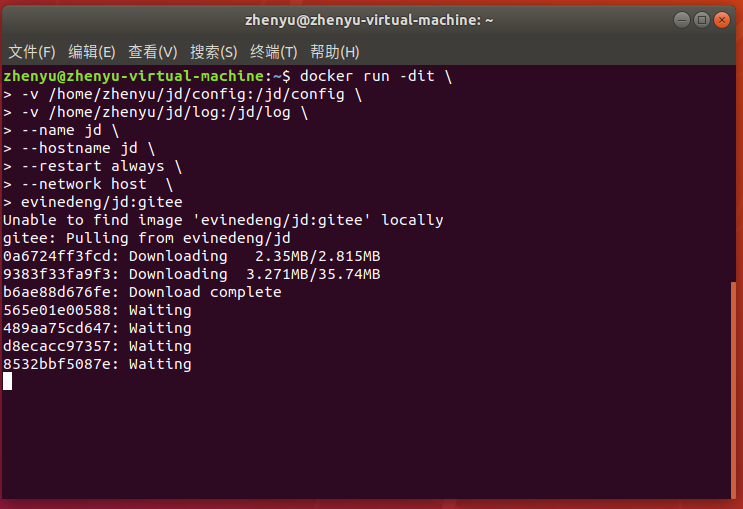 zhenyu@zhenyu-virtual-machine: ~
文件(F) 编辑(E) 查看(V) 搜索(S) 终端(T) 帮助(H)
zhenyu@zhenyu-virtual-machine:~$ docker run -dit \
> -v /home/zhenyu/jd/config:/jd/config \
> -v /home/zhenyu/jd/log:/jd/log \
> --name jd \
> --hostname jd \
> --restart always \
> --network host  \
> evinedeng/jd:gitee
Unable to find image 'evinedeng/jd:gitee' locally
gitee: Pulling from evinedeng/jd
0a6724ff3fcd: Downloading   2.35MB/2.815MB
9383f33fa9f3: Downloading  3.271MB/35.74MB
b6ae88d676fe: Download complete
565e01e00588: Waiting
489aa75cd647: Waiting
d8ecacc97357: Waiting
8532bbf5087e: Waiting